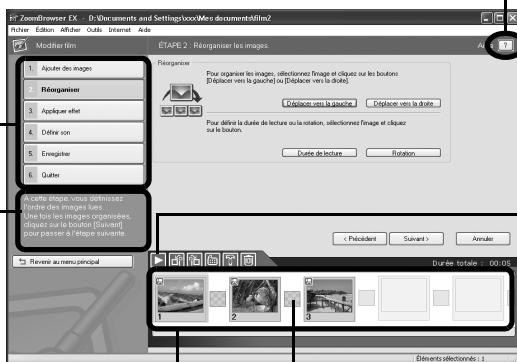 ZoomBrowser EX - D:\Documents and Settings\xxx\Mes documents\film2
Fichier Édition Afficher Outils Internet Aide
Modifier film
ÉTAPE 2 : Réorganiser les images.
?
1. Ajouter des images
2. Réorganiser
3. Appliquer effet
4. Définir son
5. Enregistrer
6. Quitter
Réorganiser
Pour organiser les images, sélectionnez l'image et cliquez sur les boutons
[Déplacer vers la gauche] ou [Déplacer vers la droite].
Déplacer vers la gauche
Déplacer vers la droite
Pour définir la durée de lecture ou la rotation, sélectionnez l'image et cliquez
sur le bouton.
Durée de lecture
Rotation
A cette étape, vous définissez
l'ordre des images lues.
Une fois les images organisées,
cliquez sur le bouton [Suivant]
pour passer à l'étape suivante.
< Précédent
Suivant >
Annuler
Revenir au menu principal
Durée totale : 00:05
1
2
3
Éléments sélectionnés : 1